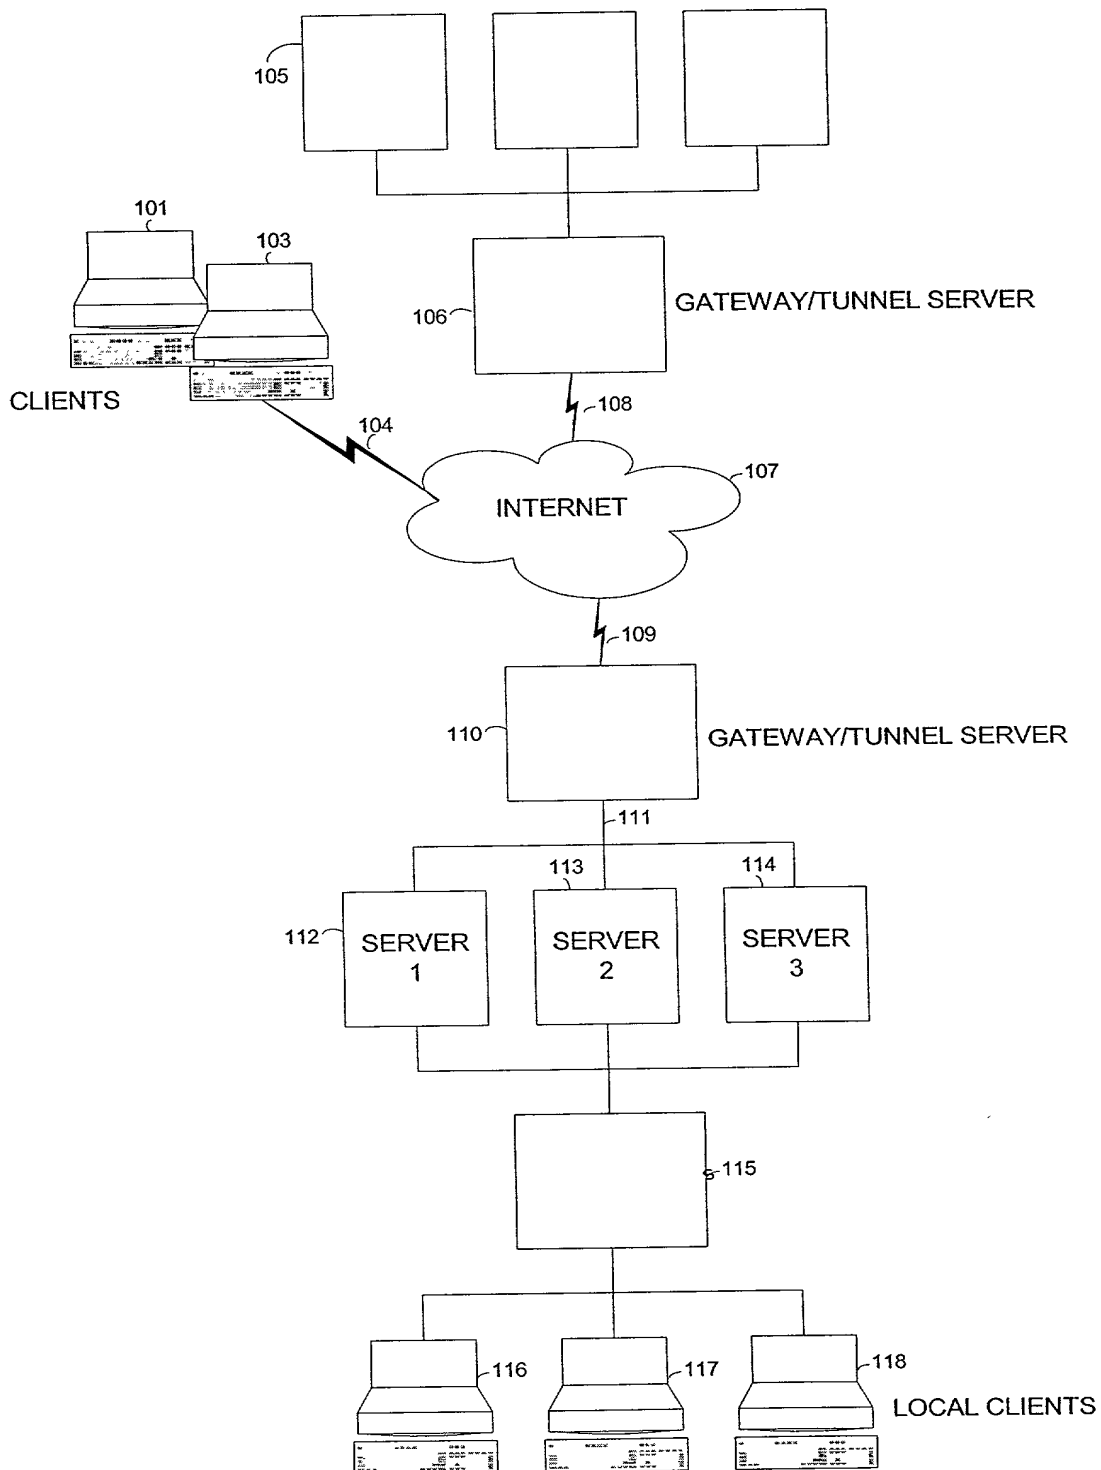 105
101
103
106
GATEWAY/TUNNEL SERVER
CLIENTS
104
108
107
INTERNET
109
110
GATEWAY/TUNNEL SERVER
111
113
114
112
SERVER
1
SERVER
2
SERVER
3
115
116
117
118
LOCAL CLIENTS